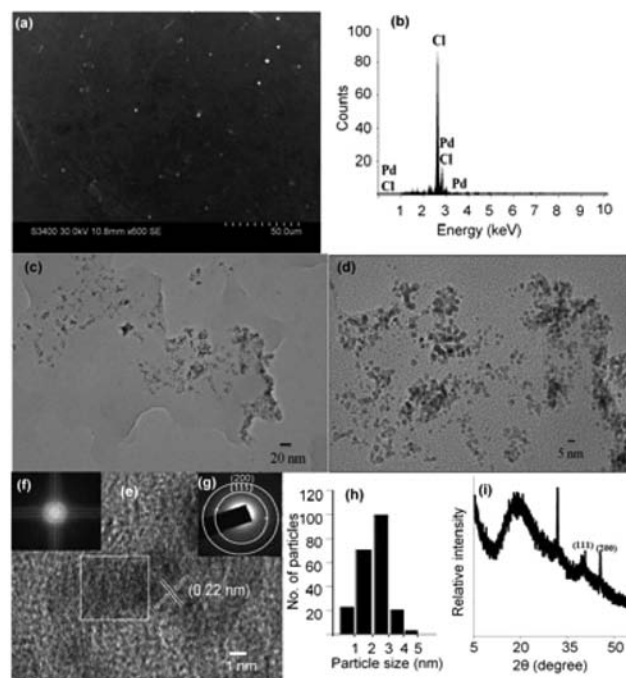 (a)
S3400 30.0kV 10.8mm x600 SE 50.0um
(b)
Counts
100
80
60
40
20
Cl
Pd
Cl
Pd
Cl
Pd
1 2 3 4 5 6 7 8 9 10
Energy (keV)
(c)
20 nm
(d)
5 nm
(f)
(e)
(g)
(200)
(111)
(0.22 nm)
1 nm
(h)
No. of particles
120
100
80
60
40
20
1 2 3 4 5
Particle size (nm)
(i)
Relative intensity
(111)
(200)
5 20 35 50
2θ (degree)